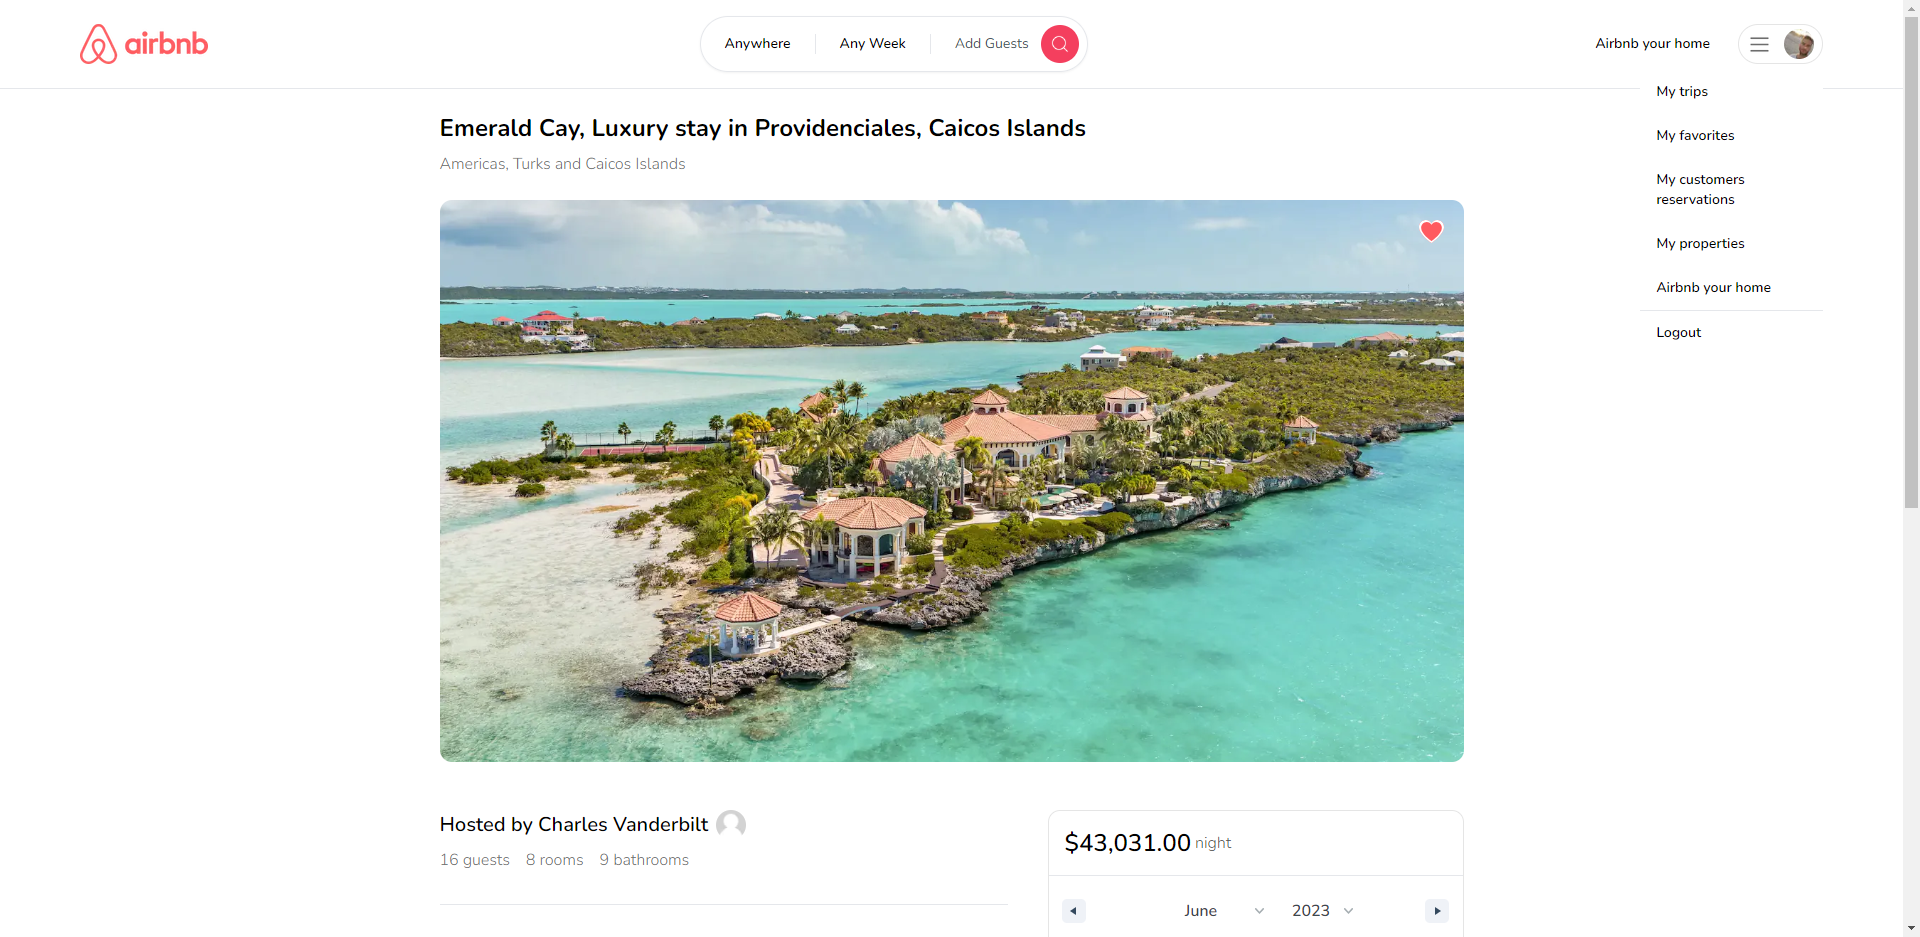 airbnb
Anywhere
Any Week
Add Guests
Airbnb your home
My trips
My favorites
My customers
reservations
My properties
Airbnb your home
Logout
Emerald Cay, Luxury stay in Providenciales, Caicos Islands
Americas, Turks and Caicos Islands
Hosted by Charles Vanderbilt
16 guests 8 rooms 9 bathrooms
$43,031.00 night
June 2023